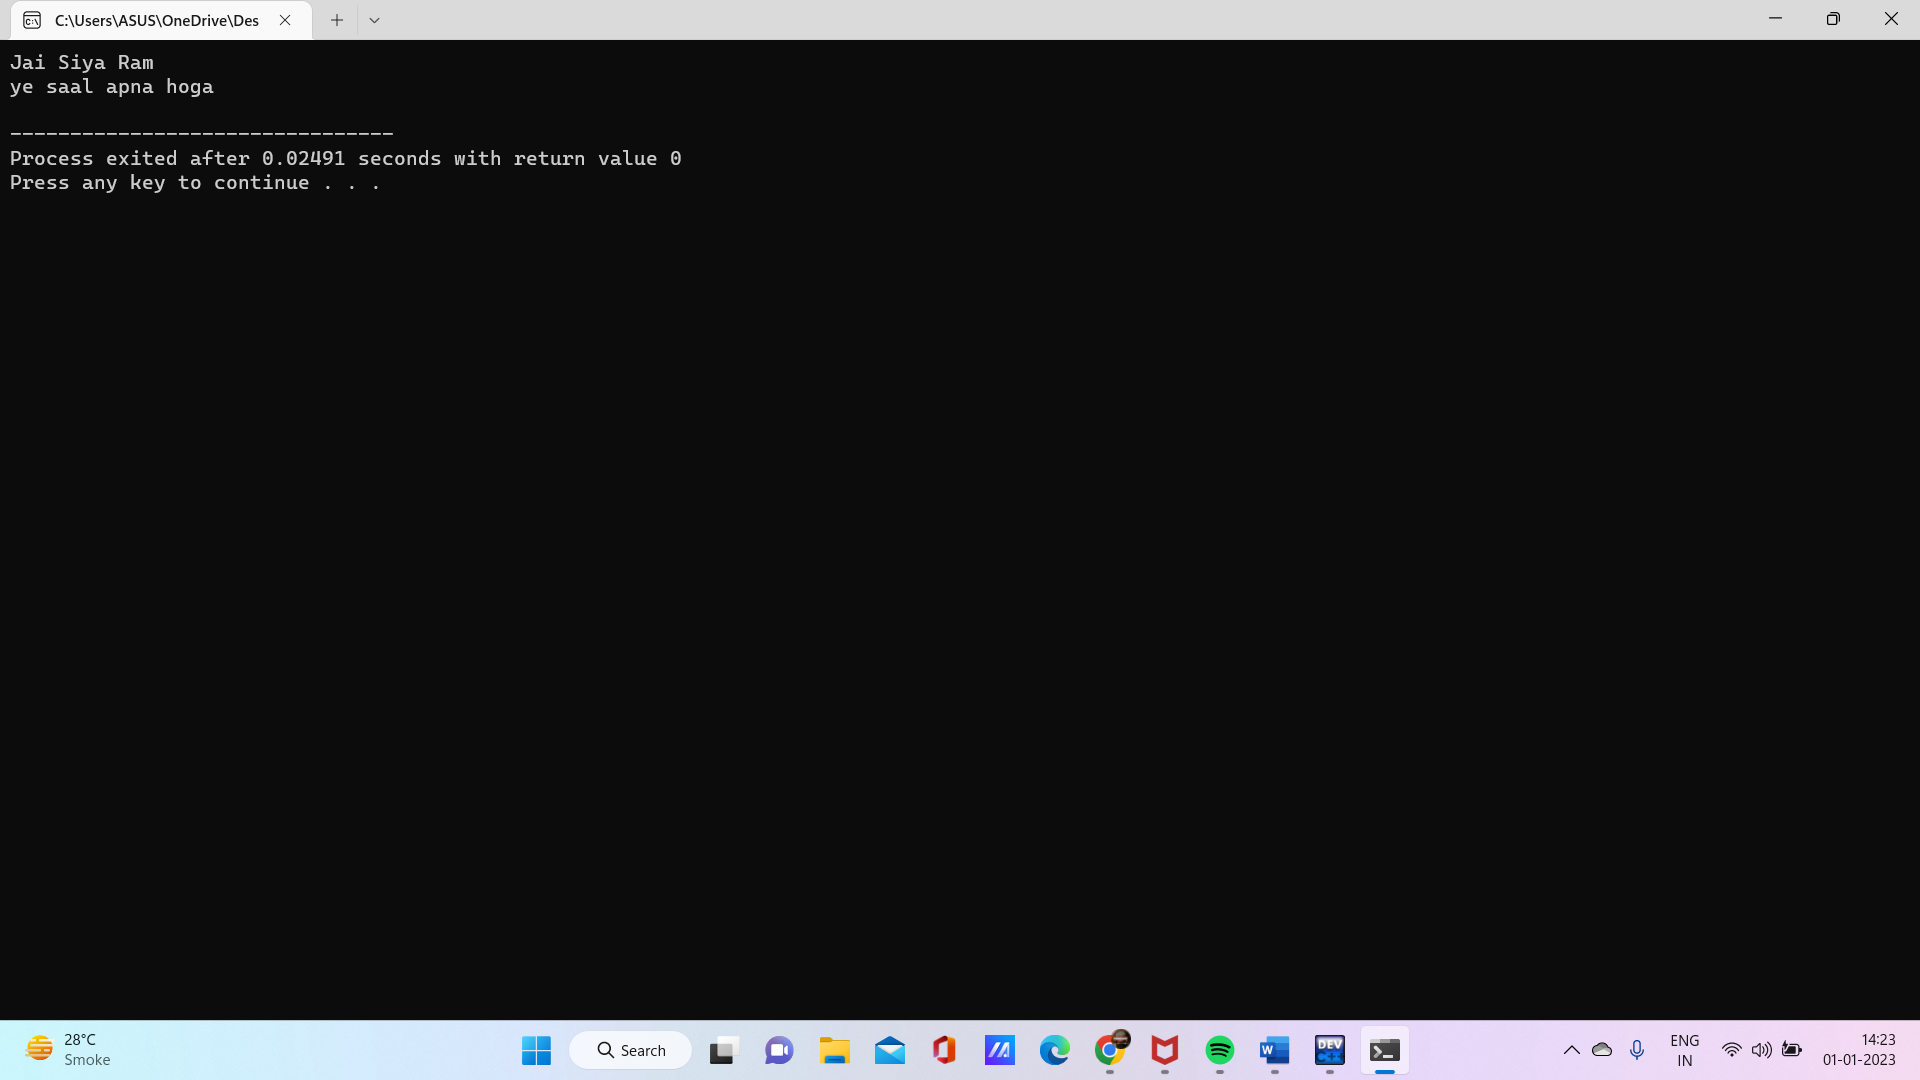 C:\Users\ASUS\OneDrive\Des
Jai Siya Ram
ye saal apna hoga
--------------------------------
Process exited after 0.02491 seconds with return value 0
Press any key to continue . . .
28°C
Smoke
Search
DEV
C++
ENG
IN
14:23
01-01-2023